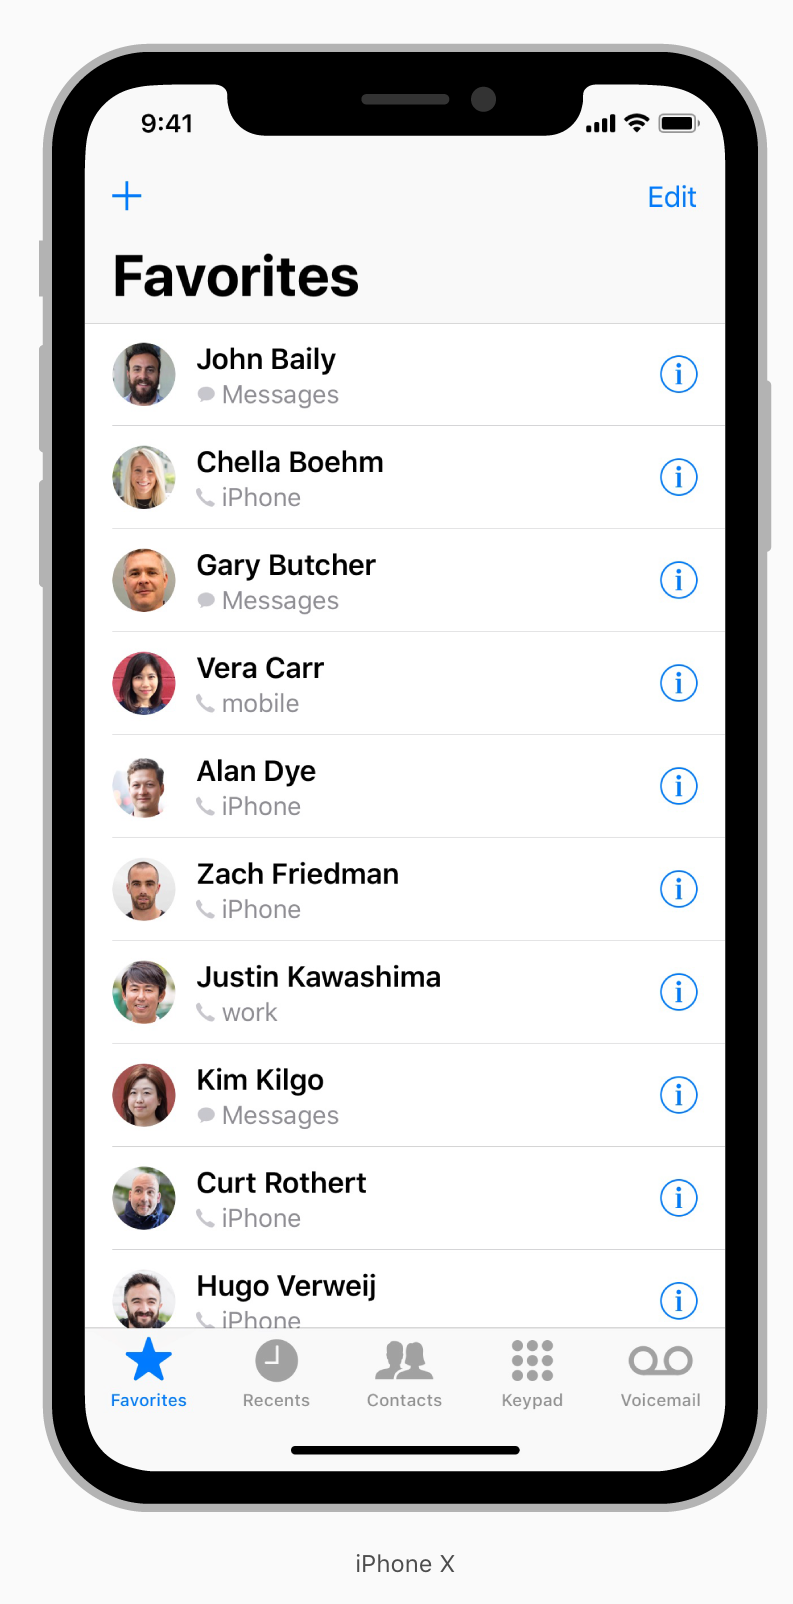 9:41
Edit
Favorites
John Baily
Messages
Chella Boehm
iPhone
Gary Butcher
Messages
Vera Carr
mobile
Alan Dye
iPhone
Zach Friedman
iPhone
Justin Kawashima
work
Kim Kilgo
Messages
Curt Rothert
iPhone
Hugo Verweij
iPhone
Favorites Recents Contacts Keypad Voicemail
iPhone X